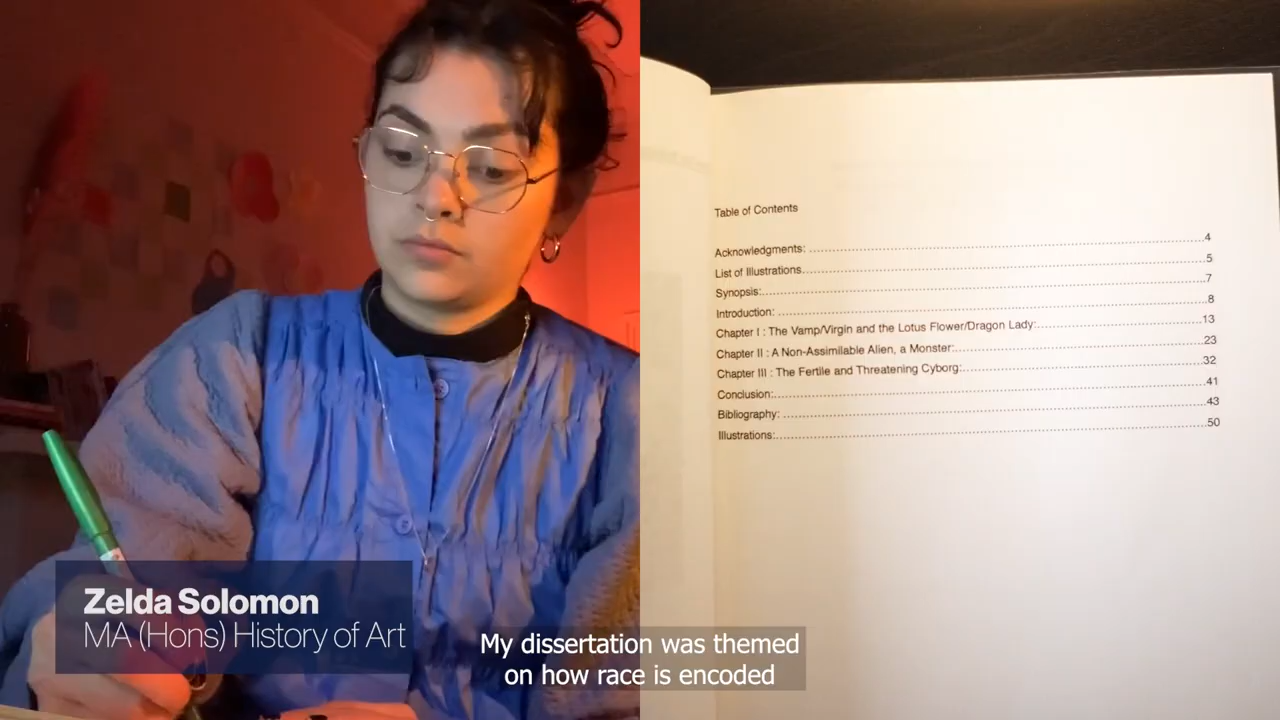 Zelda Solomon
MA (Hons) History of Art
My dissertation was themed
on how race is encoded
Table of Contents
Acknowledgments: ........................................................4
List of Illustrations........................................................5
Synopsis:........................................................7
Introduction: ........................................................8
Chapter I : The Vamp/Virgin and the Lotus Flower/Dragon Lady:........................................................13
Chapter II : A Non-Assimilable Alien, a Monster:........................................................23
Chapter III : The Fertile and Threatening Cyborg:........................................................32
Conclusion:........................................................41
Bibliography: ........................................................43
Illustrations:........................................................50